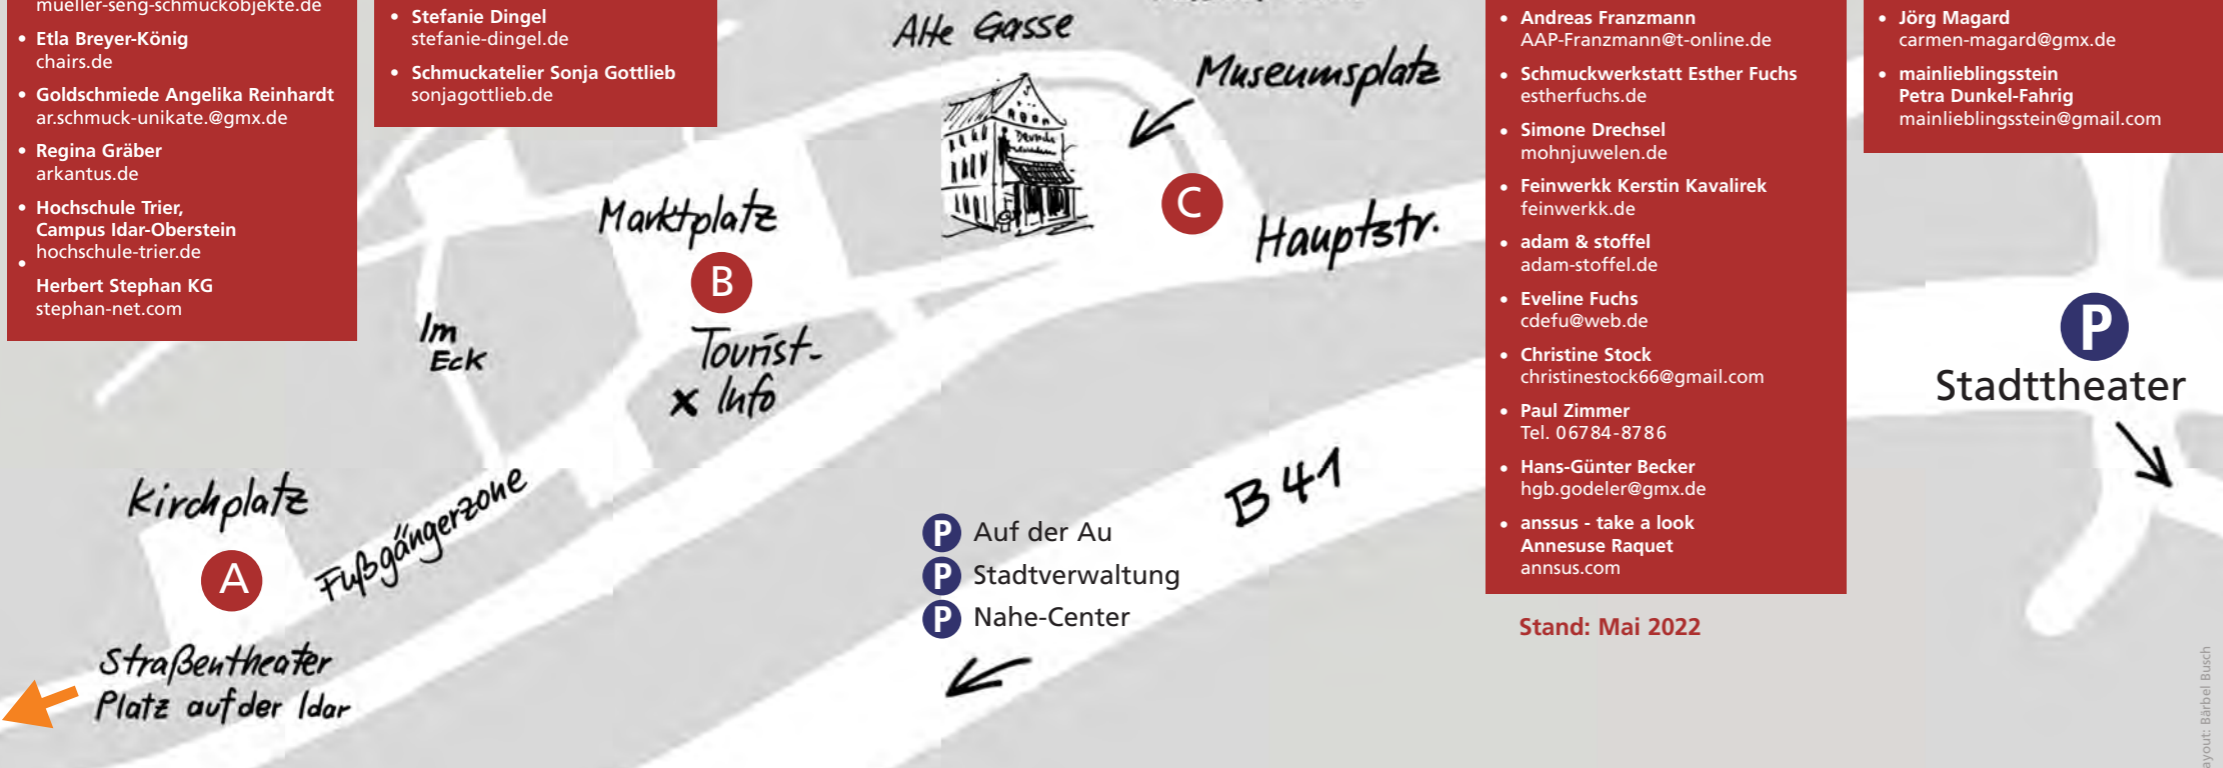 mueller-seng-schmuckobjekte.de
• Etla Breyer-König
chairs.de
• Goldschmiede Angelika Reinhardt
ar.schmuck-unikate.@gmx.de
• Regina Gräber
arkantus.de
• Hochschule Trier,
Campus Idar-Oberstein
hochschule-trier.de
•
Herbert Stephan KG
stephan-net.com
• Stefanie Dingel
stefanie-dingel.de
• Schmuckatelier Sonja Gottlieb
sonjagottlieb.de
Alte Gasse
Museumsplatz
C
Hauptstr.
Marktplatz
B
Tourist-
x Info
Im
Eck
Kirchplatz
A
Fußgängerzone
Straßentheater
Platz auf der Idar
P Auf der Au
P Stadtverwaltung
P Nahe-Center
B 41
• Andreas Franzmann
AAP-Franzmann@t-online.de
• Schmuckwerkstatt Esther Fuchs
estherfuchs.de
• Simone Drechsel
mohnjuwelen.de
• Feinwerkk Kerstin Kavalirek
feinwerkk.de
• adam & stoffel
adam-stoffel.de
• Eveline Fuchs
cdefu@web.de
• Christine Stock
christinestock66@gmail.com
• Paul Zimmer
Tel. 06784-8786
• Hans-Günter Becker
hgb.godeler@gmx.de
• anssus - take a look
Annesuse Raquet
annsus.com
Stand: Mai 2022
• Jörg Magard
carmen-magard@gmx.de
• mainlieblingsstein
Petra Dunkel-Fahrig
mainlieblingsstein@gmail.com
P
Stadttheater
ayout: Bärbel Busch